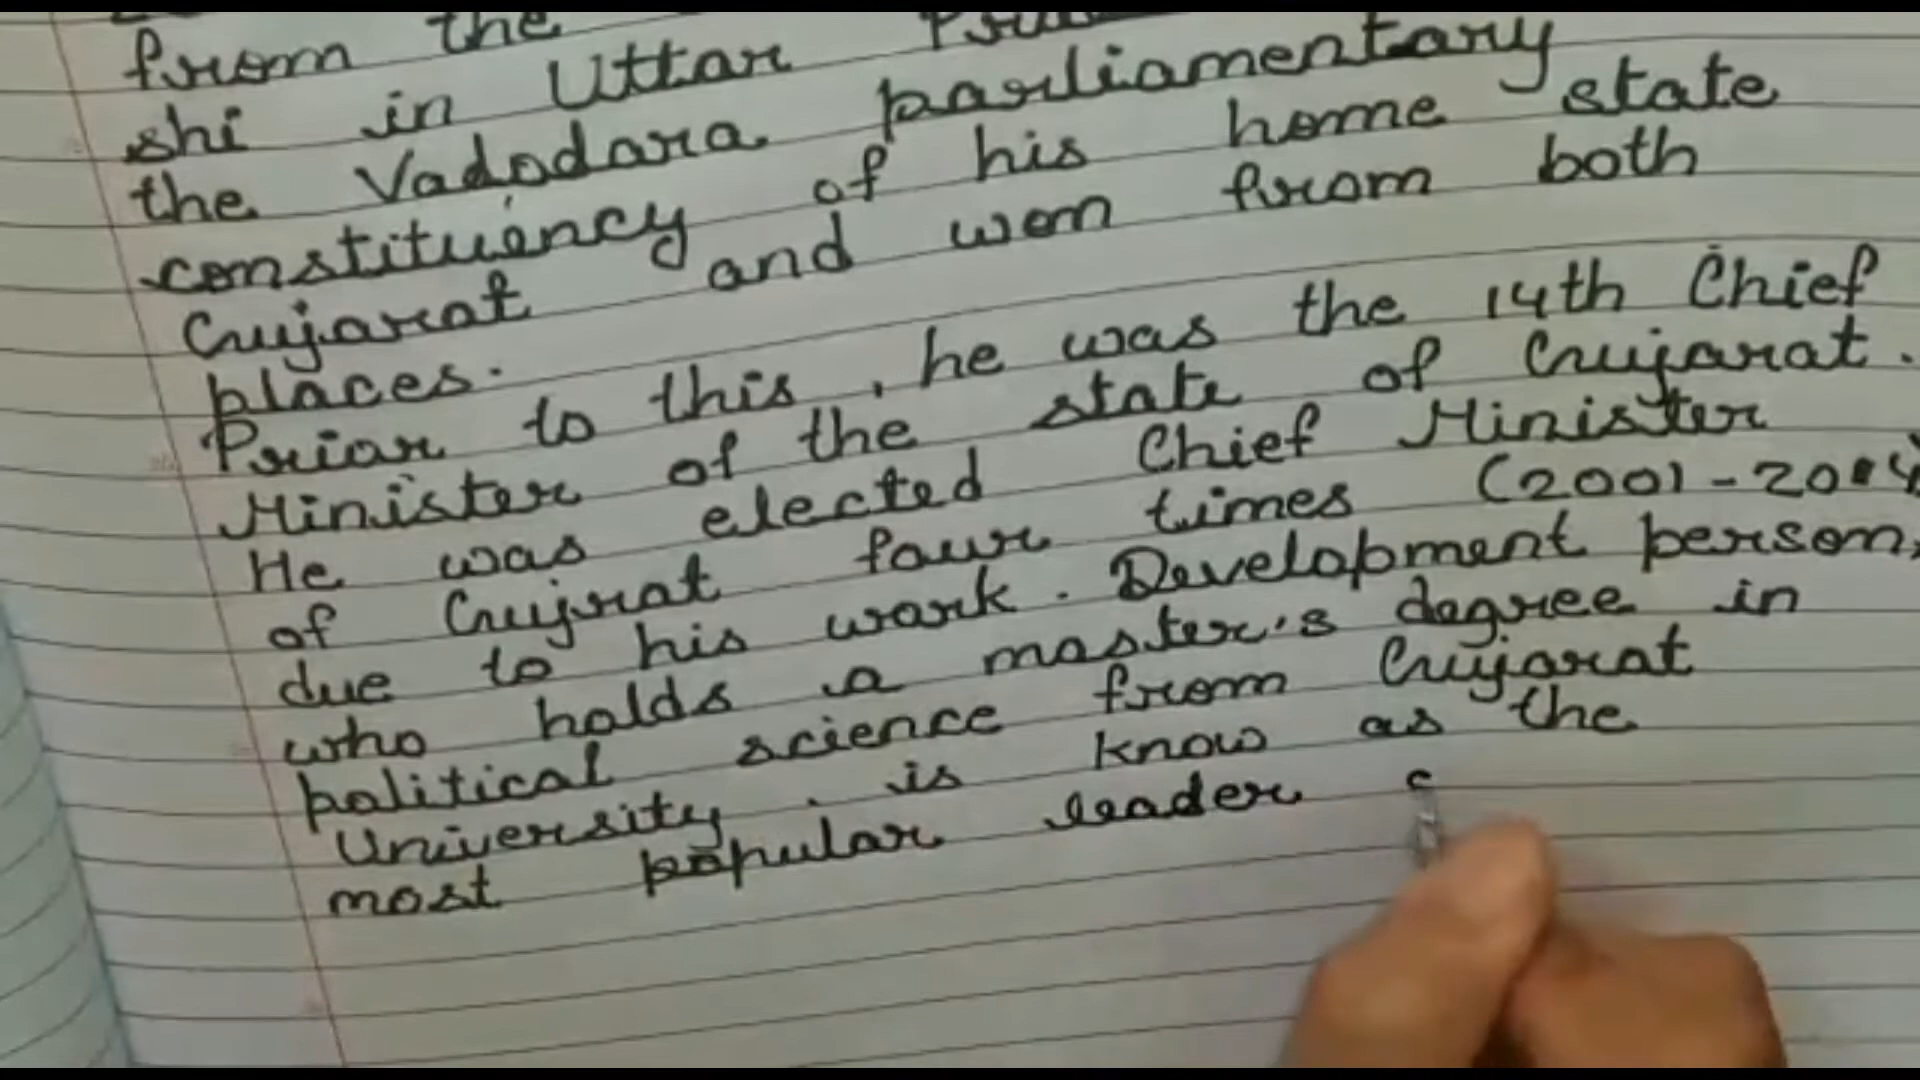 from the
shi in Uttar
the Vadodara parliamentary
constituency of his home state
Gujarat and won from both
places.
Prior to this, he was the 14th Chief
Minister of the state of Gujarat.
He was elected Chief Minister
of Gujrat four times (2001-2014)
due to his work. Development person,
who holds a master's degree in
political science from Gujarat
University, is know as the
most popular leader